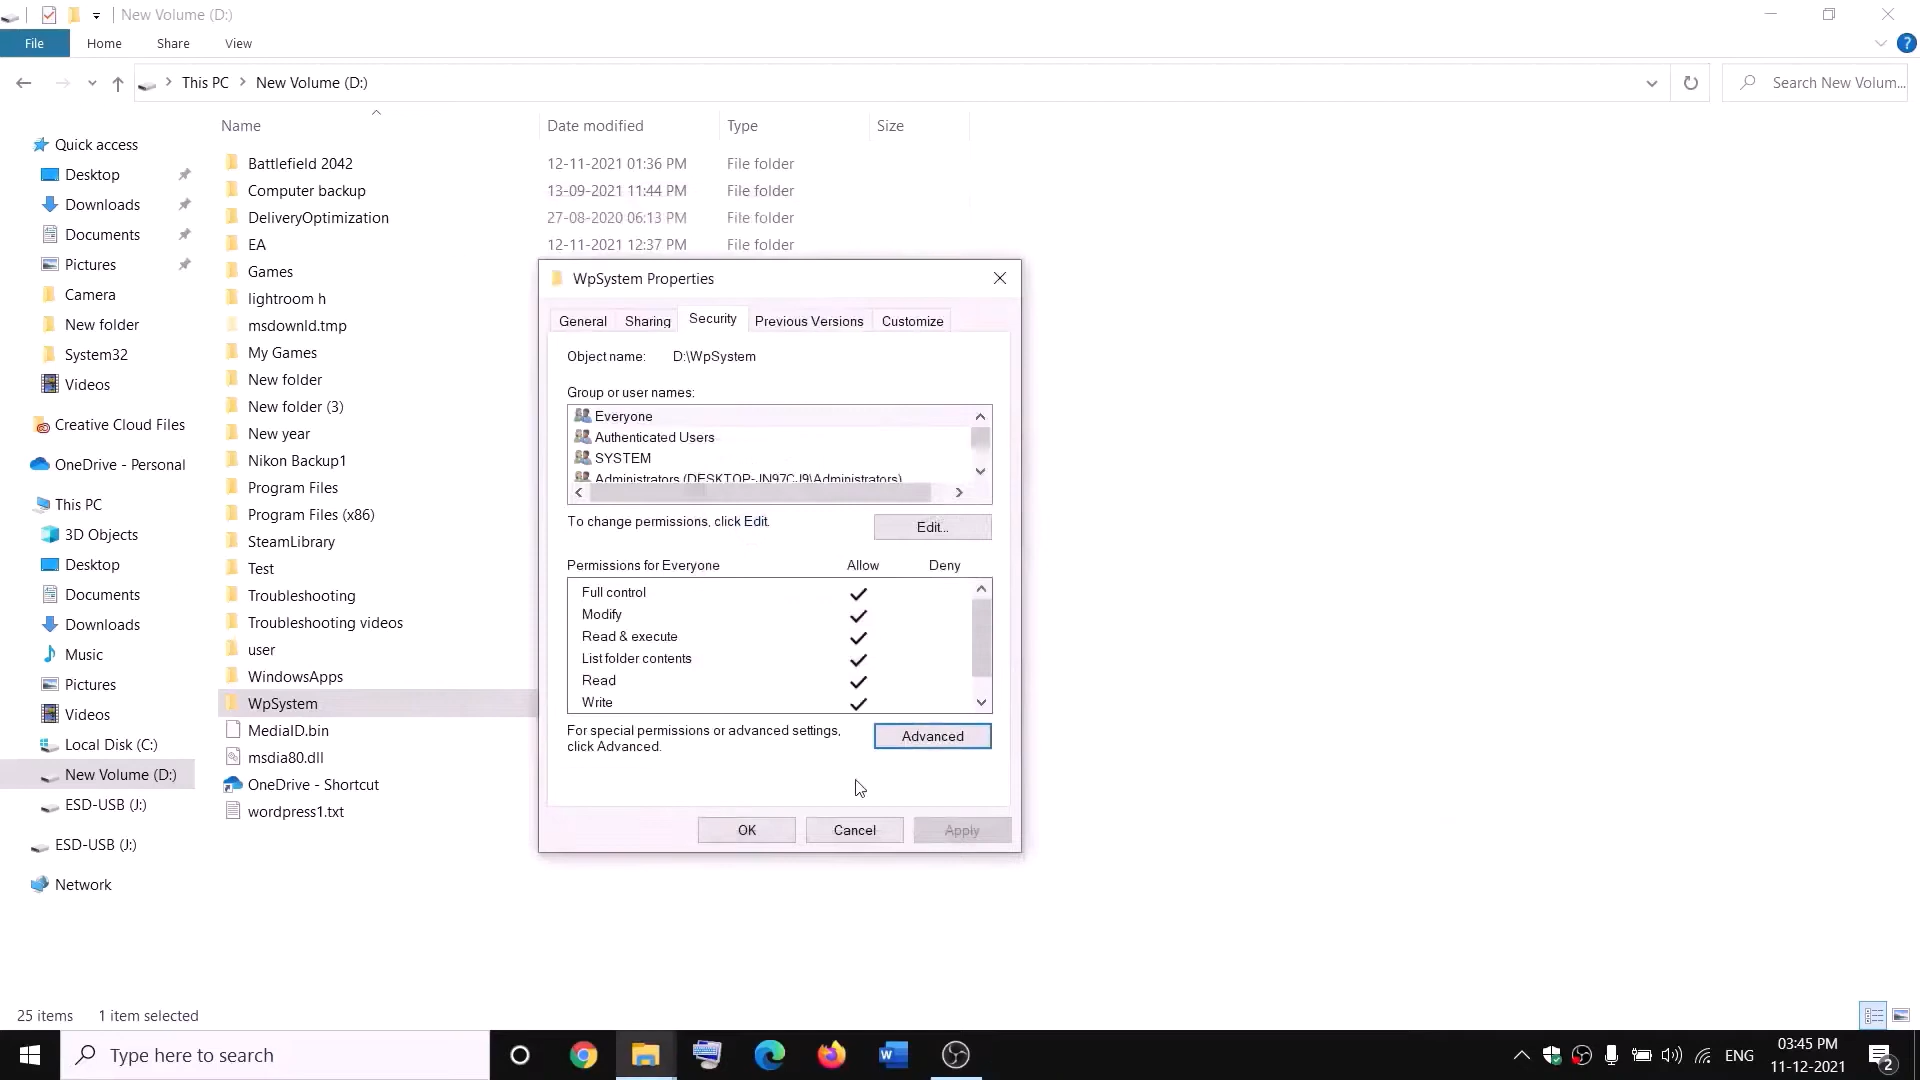 New Volume (D:)
File Home Share View
This PC New Volume (D:) Search New Volum...
Name Date modified Type Size
Quick access
Desktop
Downloads
Documents
Pictures
Camera
New folder
System32
Videos
Creative Cloud Files
OneDrive - Personal
This PC
3D Objects
Desktop
Documents
Downloads
Music
Pictures
Videos
Local Disk (C:)
New Volume (D:)
ESD-USB (J:)
ESD-USB (J:)
Network
Battlefield 2042 12-11-2021 01:36 PM File folder
Computer backup 13-09-2021 11:44 PM File folder
DeliveryOptimization 27-08-2020 06:13 PM File folder
EA 12-11-2021 12:37 PM File folder
Games
lightroom h
msdownld.tmp
My Games
New folder
New folder (3)
New year
Nikon Backup1
Program Files
Program Files (x86)
SteamLibrary
Test
Troubleshooting
Troubleshooting videos
user
WindowsApps
WpSystem
MediaID.bin
msdia80.dll
OneDrive - Shortcut
wordpress1.txt
WpSystem Properties
General Sharing Security Previous Versions Customize
Object name: D:\WpSystem
Group or user names:
Everyone
Authenticated Users
SYSTEM
Administrators (DESKTOP-JN97CJ9\Administrators)
To change permissions, click Edit. Edit...
Permissions for Everyone Allow Deny
Full control
Modify
Read & execute
List folder contents
Read
Write
For special permissions or advanced settings,
click Advanced. Advanced
OK Cancel Apply
25 items 1 item selected
Type here to search
ENG
03:45 PM
11-12-2021
2